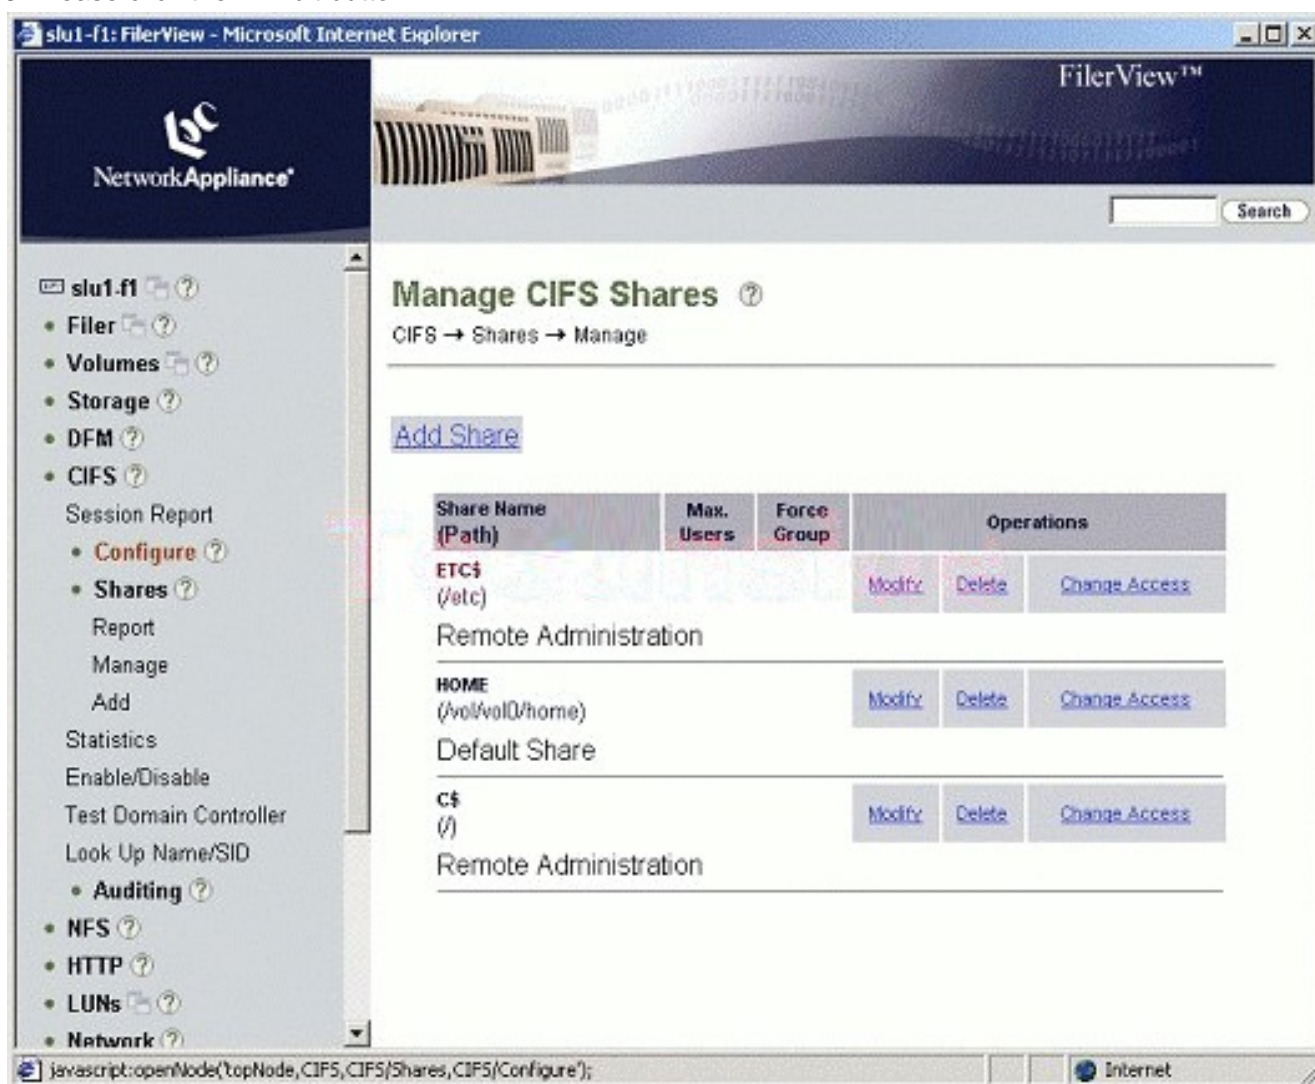 slu1-f1: FilerView - Microsoft Internet Explorer
FilerView™
NetworkAppliance®
Search
slu1-f1
Filer
Volumes
Storage
DFM
CIFS
Session Report
Configure
Shares
Report
Manage
Add
Statistics
Enable/Disable
Test Domain Controller
Look Up Name/SID
Auditing
NFS
HTTP
LUNs
Network
Manage CIFS Shares
CIFS → Shares → Manage
Add Share
Share Name (Path) Max. Users Force Group Operations
ETC$
(/etc) Modify Delete Change Access
Remote Administration
HOME
(/vol/vol0/home) Modify Delete Change Access
Default Share
C$
(/) Modify Delete Change Access
Remote Administration
javascript:openNode('topNode,CIFS,CIFS/Shares,CIFS/Configure');
Internet